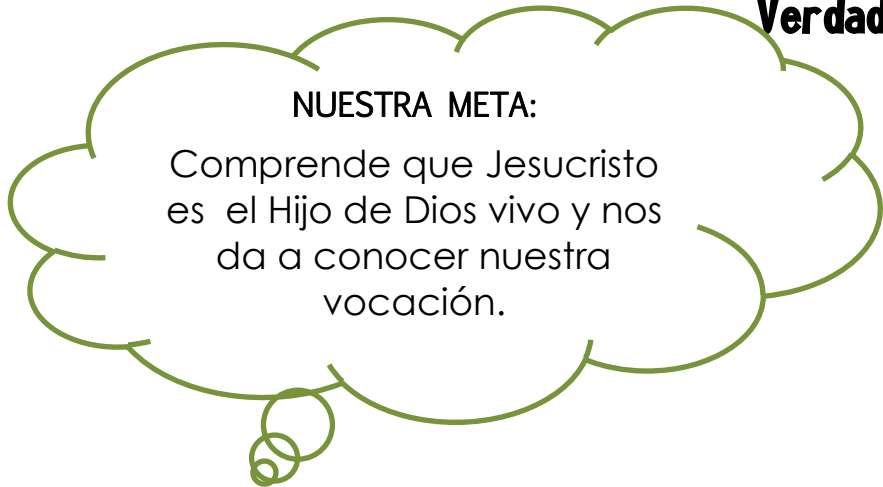 Verdad
NUESTRA META:
Comprende que Jesucristo
es el Hijo de Dios vivo y nos
da a conocer nuestra
vocación.